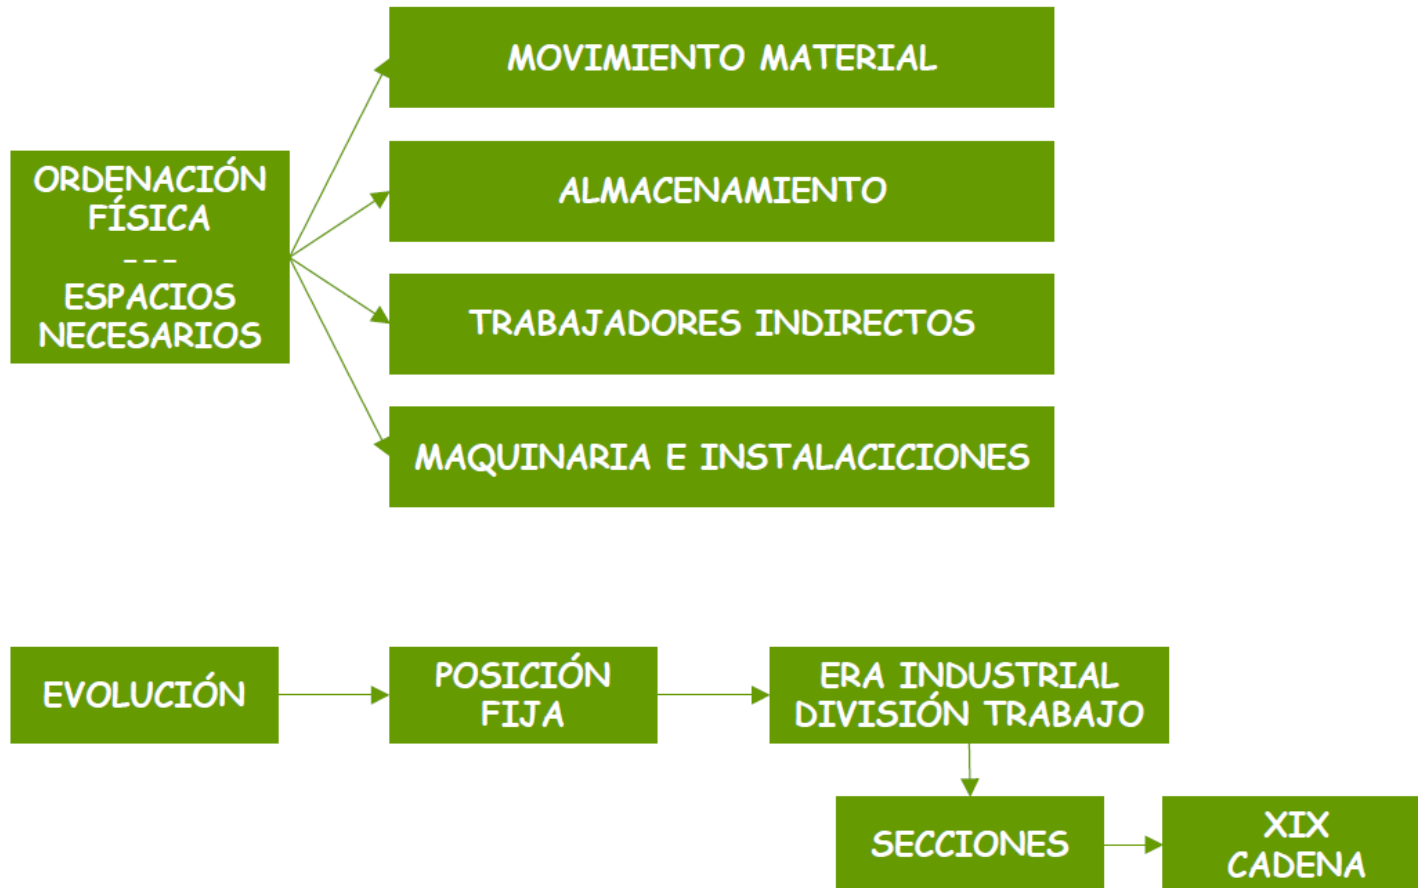 MOVIMIENTO MATERIAL
ORDENACIÓN
FÍSICA
---
ESPACIOS
NECESARIOS
ALMACENAMIENTO
TRABAJADORES INDIRECTOS
MAQUINARIA E INSTALACICIONES
EVOLUCIÓN
POSICIÓN
FIJA
ERA INDUSTRIAL
DIVISIÓN TRABAJO
SECCIONES
XIX
CADENA